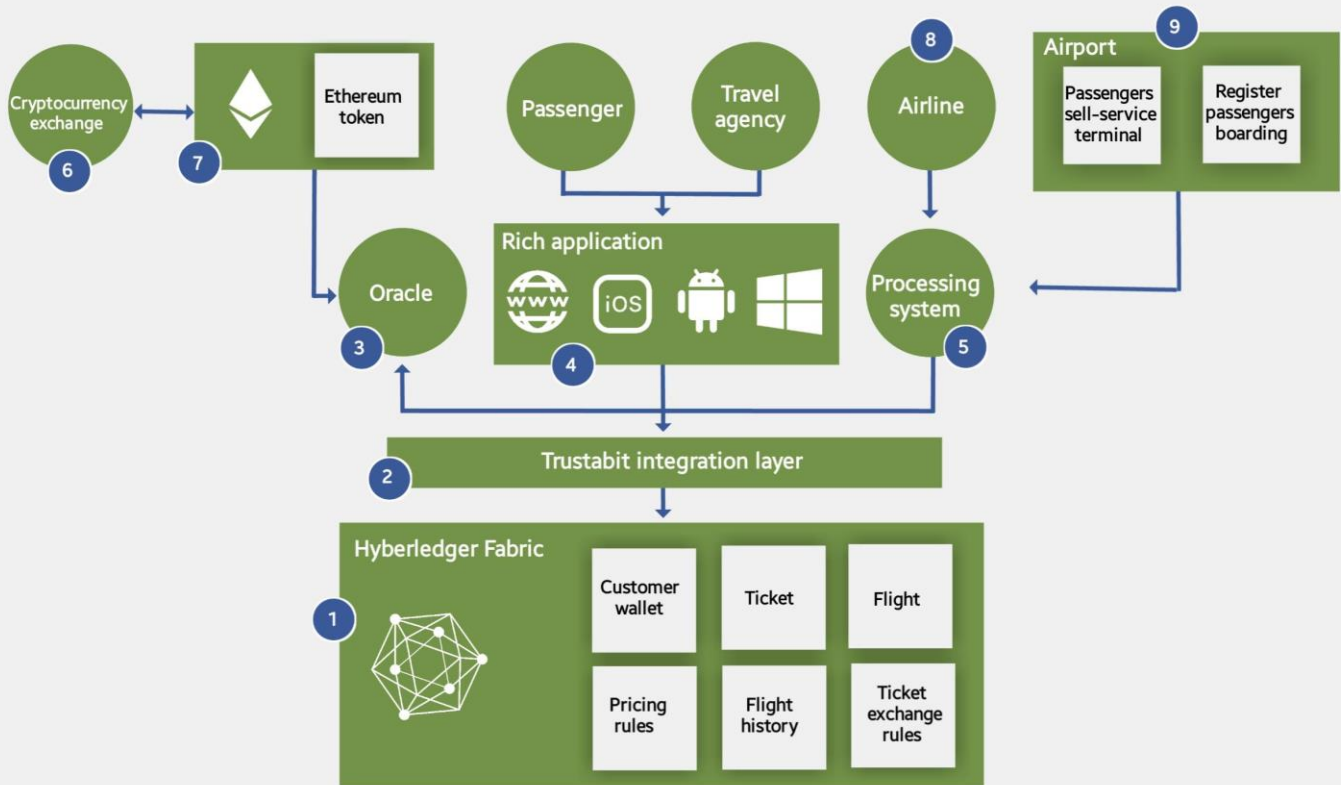 Cryptocurrency
exchange
6
7
Ethereum
token
Passenger
Travel
agency
8
Airline
9
Airport
Passengers
sell-service
terminal
Register
passengers
boarding
Oracle
3
Rich application
www
iOS
4
Processing
system
5
2
Trustabit integration layer
1
Hyberledger Fabric
Customer
wallet
Ticket
Flight
Pricing
rules
Flight
history
Ticket
exchange
rules